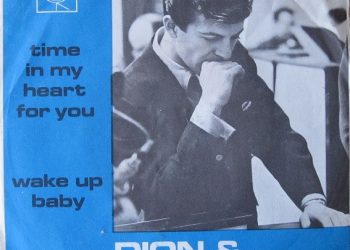 time
in my
heart
for you
wake up
baby
DION &